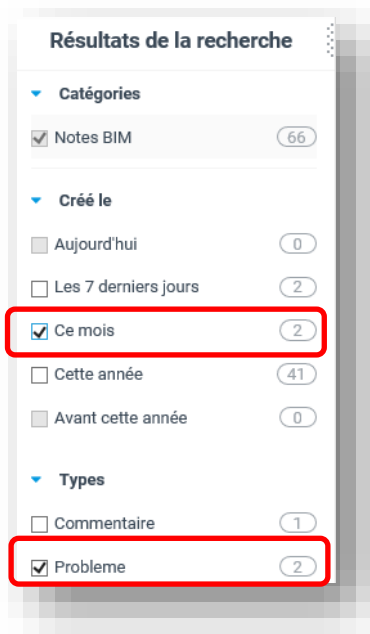 Résultats de la recherche
Catégories
Notes BIM 66
Créé le
Aujourd'hui 0
Les 7 derniers jours 2
Ce mois 2
Cette année 41
Avant cette année 0
Types
Commentaire 1
Probleme 2